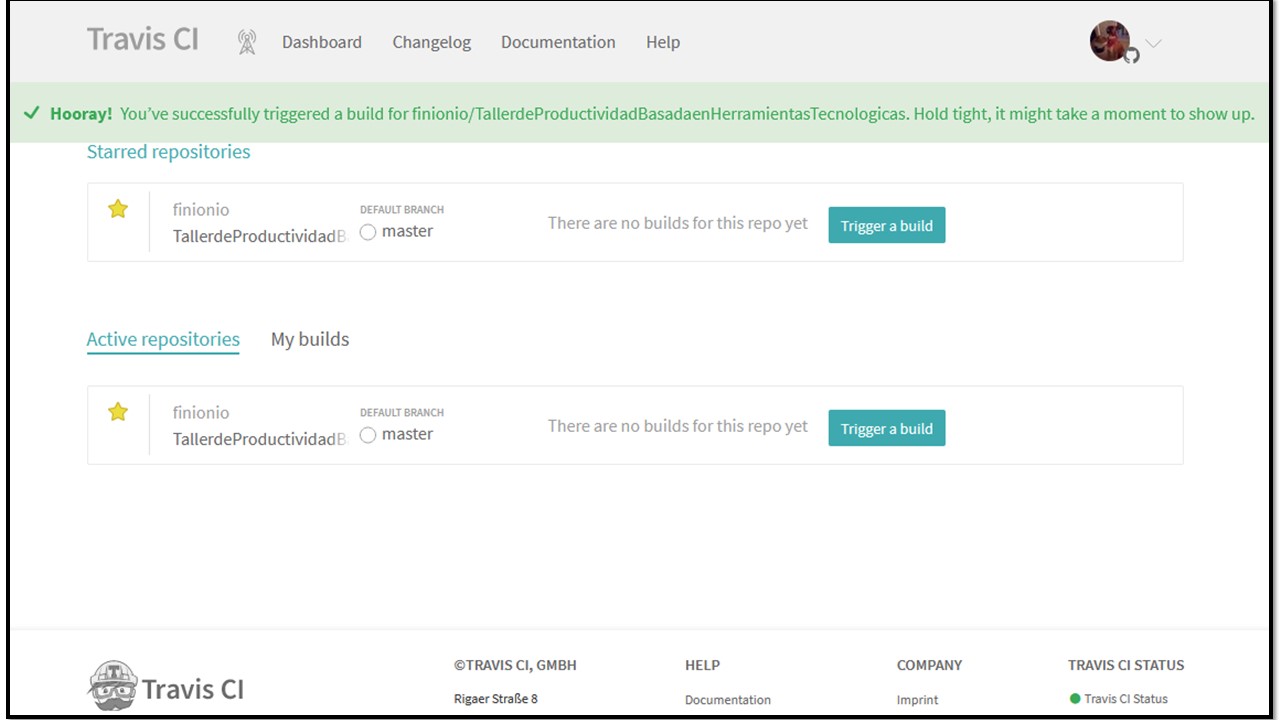 Travis CI Dashboard Changelog Documentation Help
Hooray! You’ve successfully triggered a build for finionio/TallerdeProductividadBasadaenHerramientasTecnologicas. Hold tight, it might take a moment to show up.
Starred repositories
finionio DEFAULT BRANCH
TallerdeProductividadB master There are no builds for this repo yet Trigger a build
Active repositories My builds
finionio DEFAULT BRANCH
TallerdeProductividadB master There are no builds for this repo yet Trigger a build
©TRAVIS CI, GMBH HELP COMPANY TRAVIS CI STATUS
T Travis CI Rigaer Straße 8 Documentation Imprint Travis CI Status